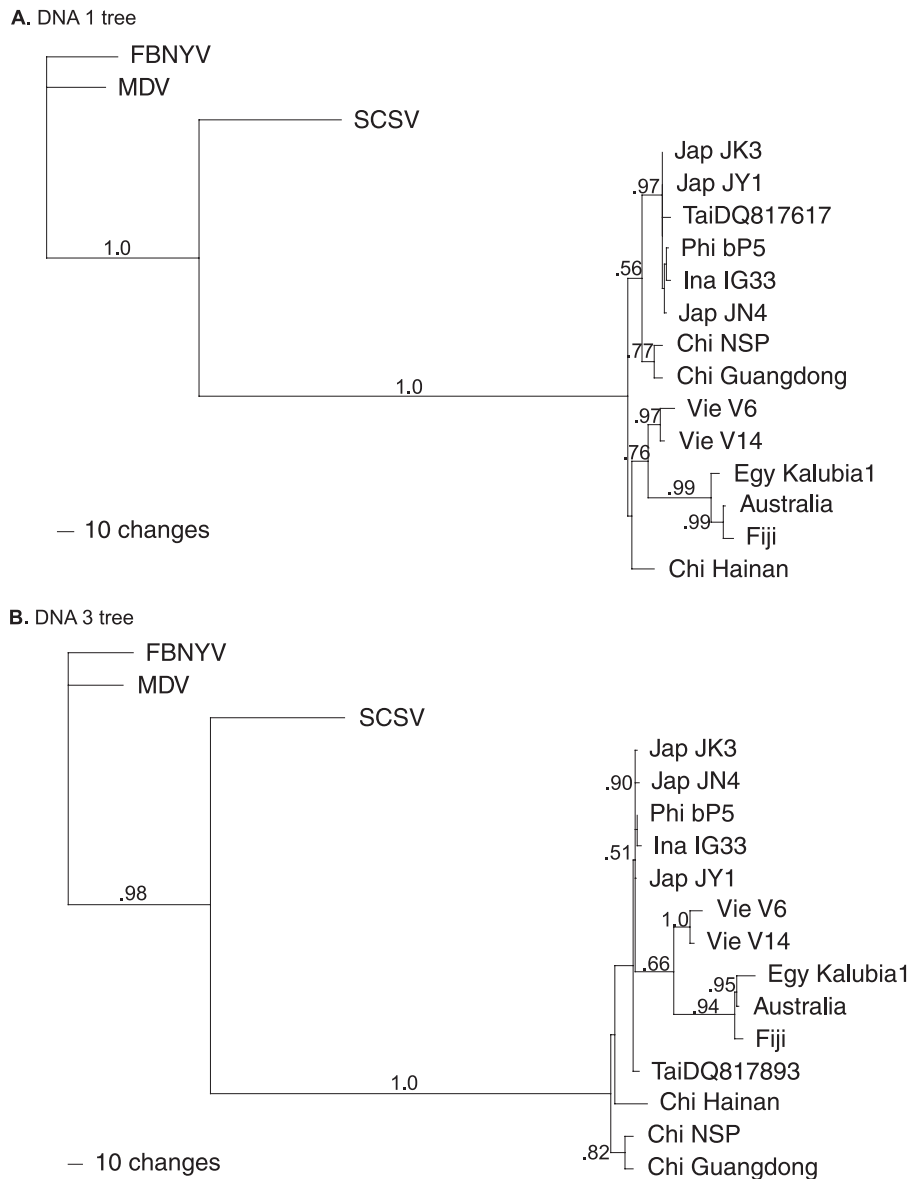 A. DNA 1 tree
FBNYV
MDV
SCSV
Jap JK3
.97 Jap JY1
TaiDQ817617
1.0 Phi bP5
.56 Ina IG33
Jap JN4
.77 Chi NSP
Chi Guangdong
1.0
.97 Vie V6
.76 Vie V14
.99 Egy Kalubia1
Australia
— 10 changes .99 Fiji
Chi Hainan
B. DNA 3 tree
FBNYV
MDV
SCSV
Jap JK3
.90 Jap JN4
Phi bP5
.51 Ina IG33
Jap JY1
.98
1.0 Vie V6
Vie V14
.66
.95 Egy Kalubia1
.94 Australia
Fiji
1.0 TaiDQ817893
Chi Hainan
.82 Chi NSP
— 10 changes Chi Guangdong